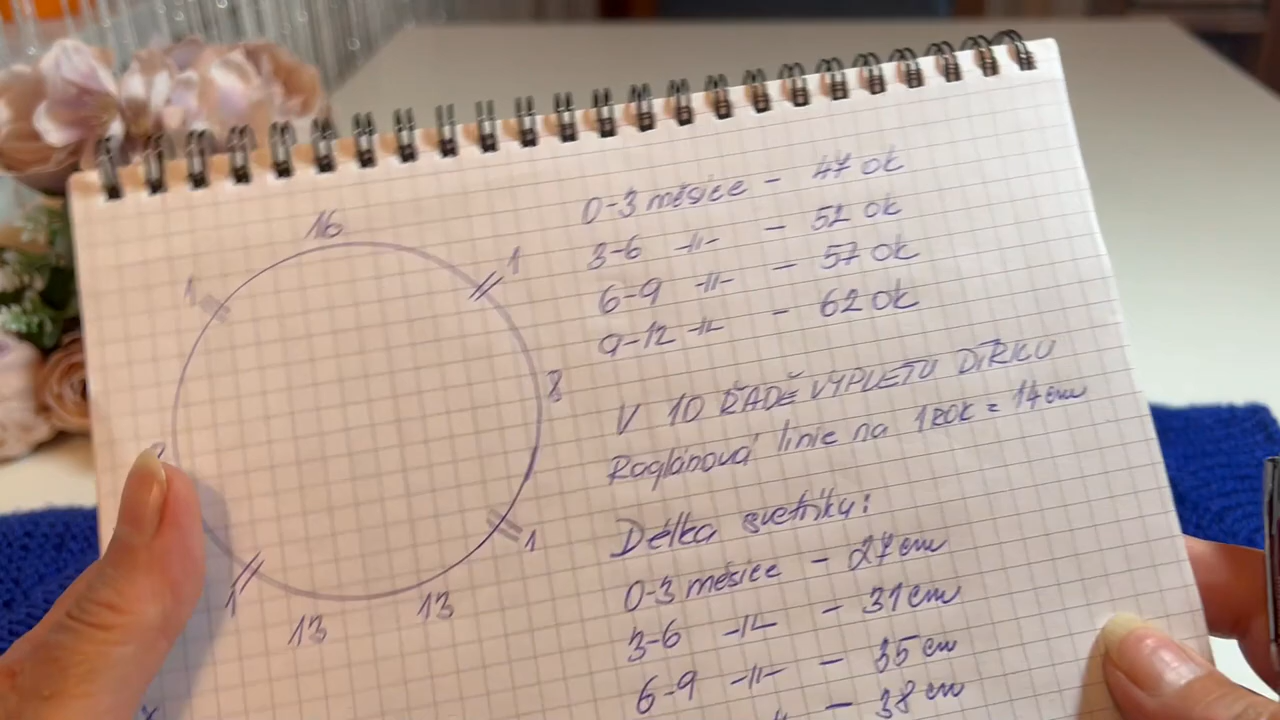 16
1
1
8
1
1
13
13
0-3 měsíce - 47 ok
3-6 -11- - 52 ok
6-9 -11- - 57 ok
9-12 -11- - 62 ok
V 10 ŘADĚ VYPLETU DÍRKU
Raglánová linie na 1 ROK = 14 cm
Délka svetříku:
0-3 měsíce - 27 cm
3-6 -11- - 31 cm
6-9 -11- - 35 cm
- 38 cm